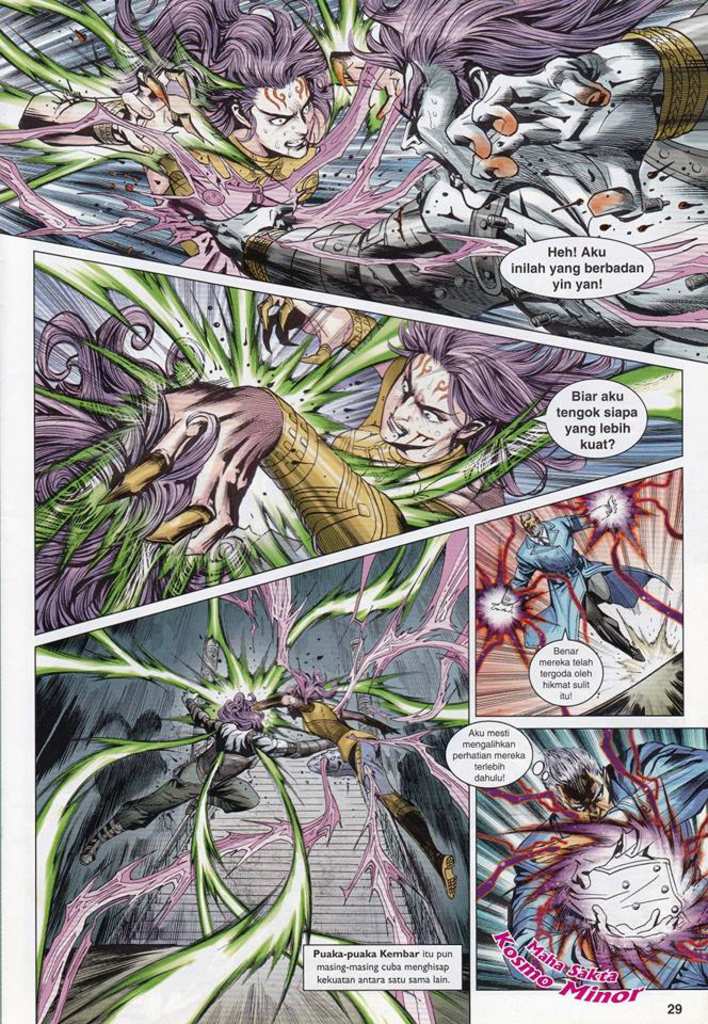 Heh! Aku
inilah yang berbadan
yin yan!
Biar aku
tengok siapa
yang lebih
kuat?
Benar
mereka telah
tergoda oleh
hikmat sulit
itu!
Aku mesti
mengalihkan
perhatian mereka
terlebih
dahulu!
Puaka-puaka Kembar itu pun
masing-masing cuba menghisap
kekuatan antara satu sama lain.
Maha Sakta
Kosmo Minor
29